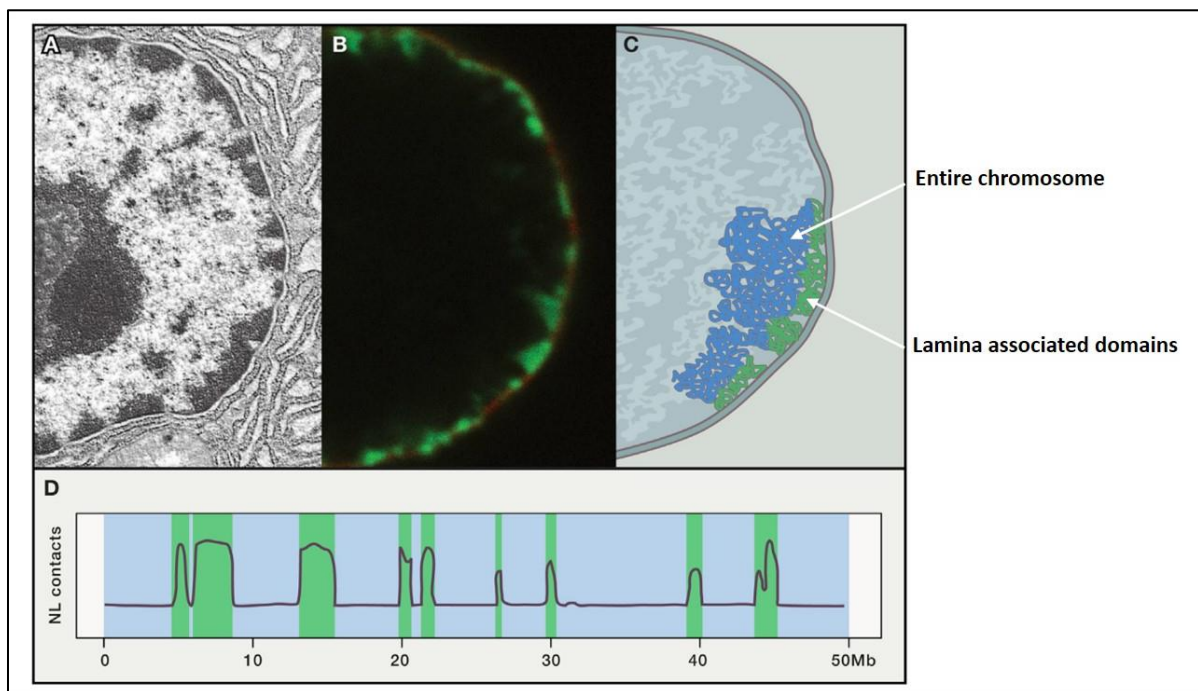 A
B
C
Entire chromosome
Lamina associated domains
D
NL contacts
0
10
20
30
40
50Mb